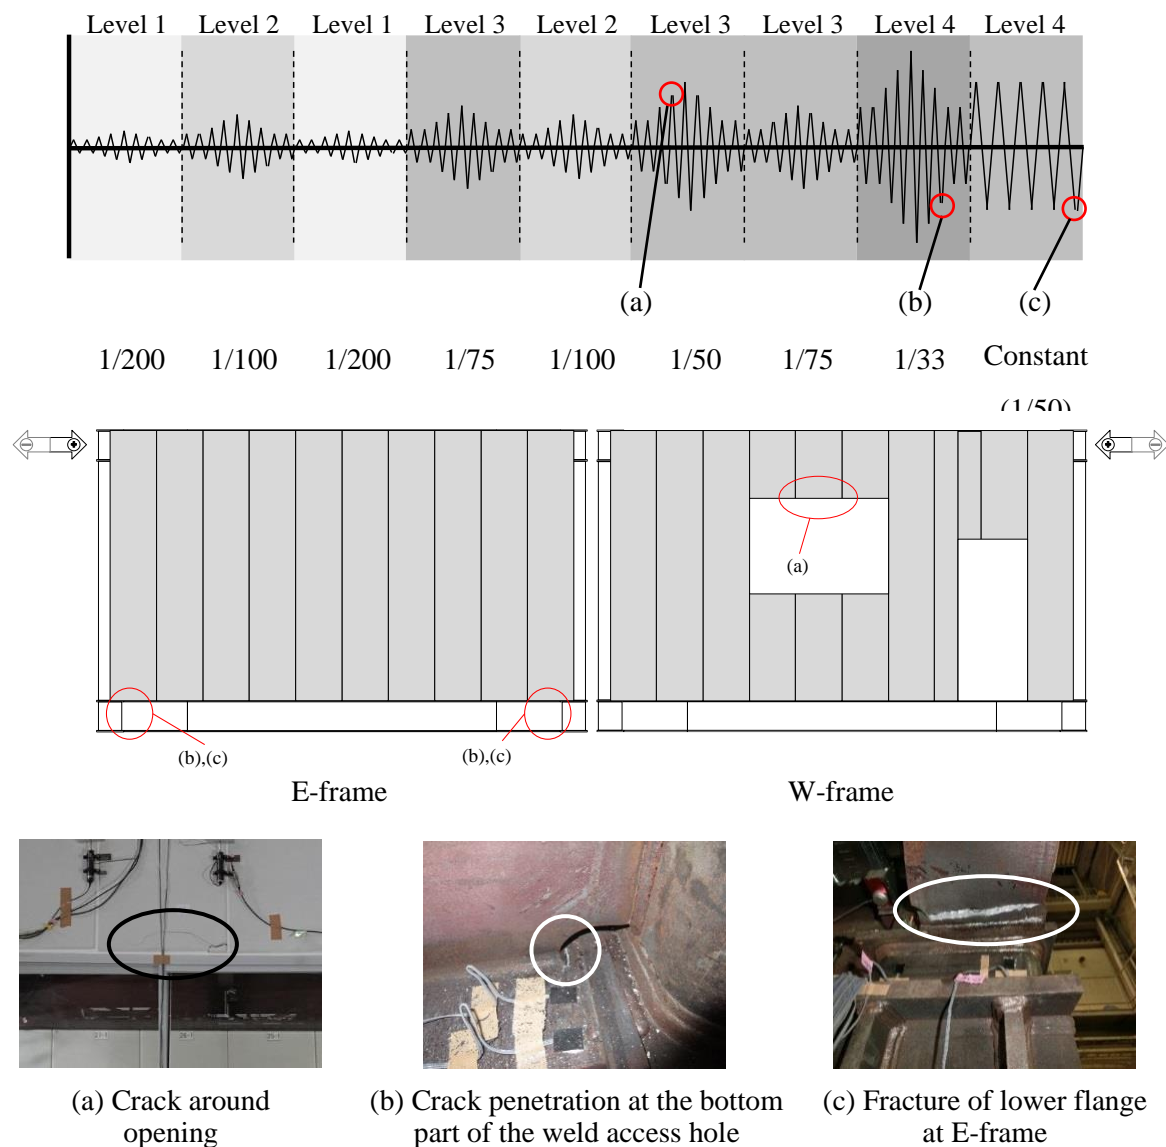 Level 1 Level 2 Level 1 Level 3 Level 2 Level 3 Level 3 Level 4 Level 4
(a) (b) (c)
1/200 1/100 1/200 1/75 1/100 1/50 1/75 1/33 Constant
(1/50)
(a)
(b),(c) (b),(c)
E-frame W-frame
(a) Crack around
opening
(b) Crack penetration at the bottom
part of the weld access hole
(c) Fracture of lower flange
at E-frame